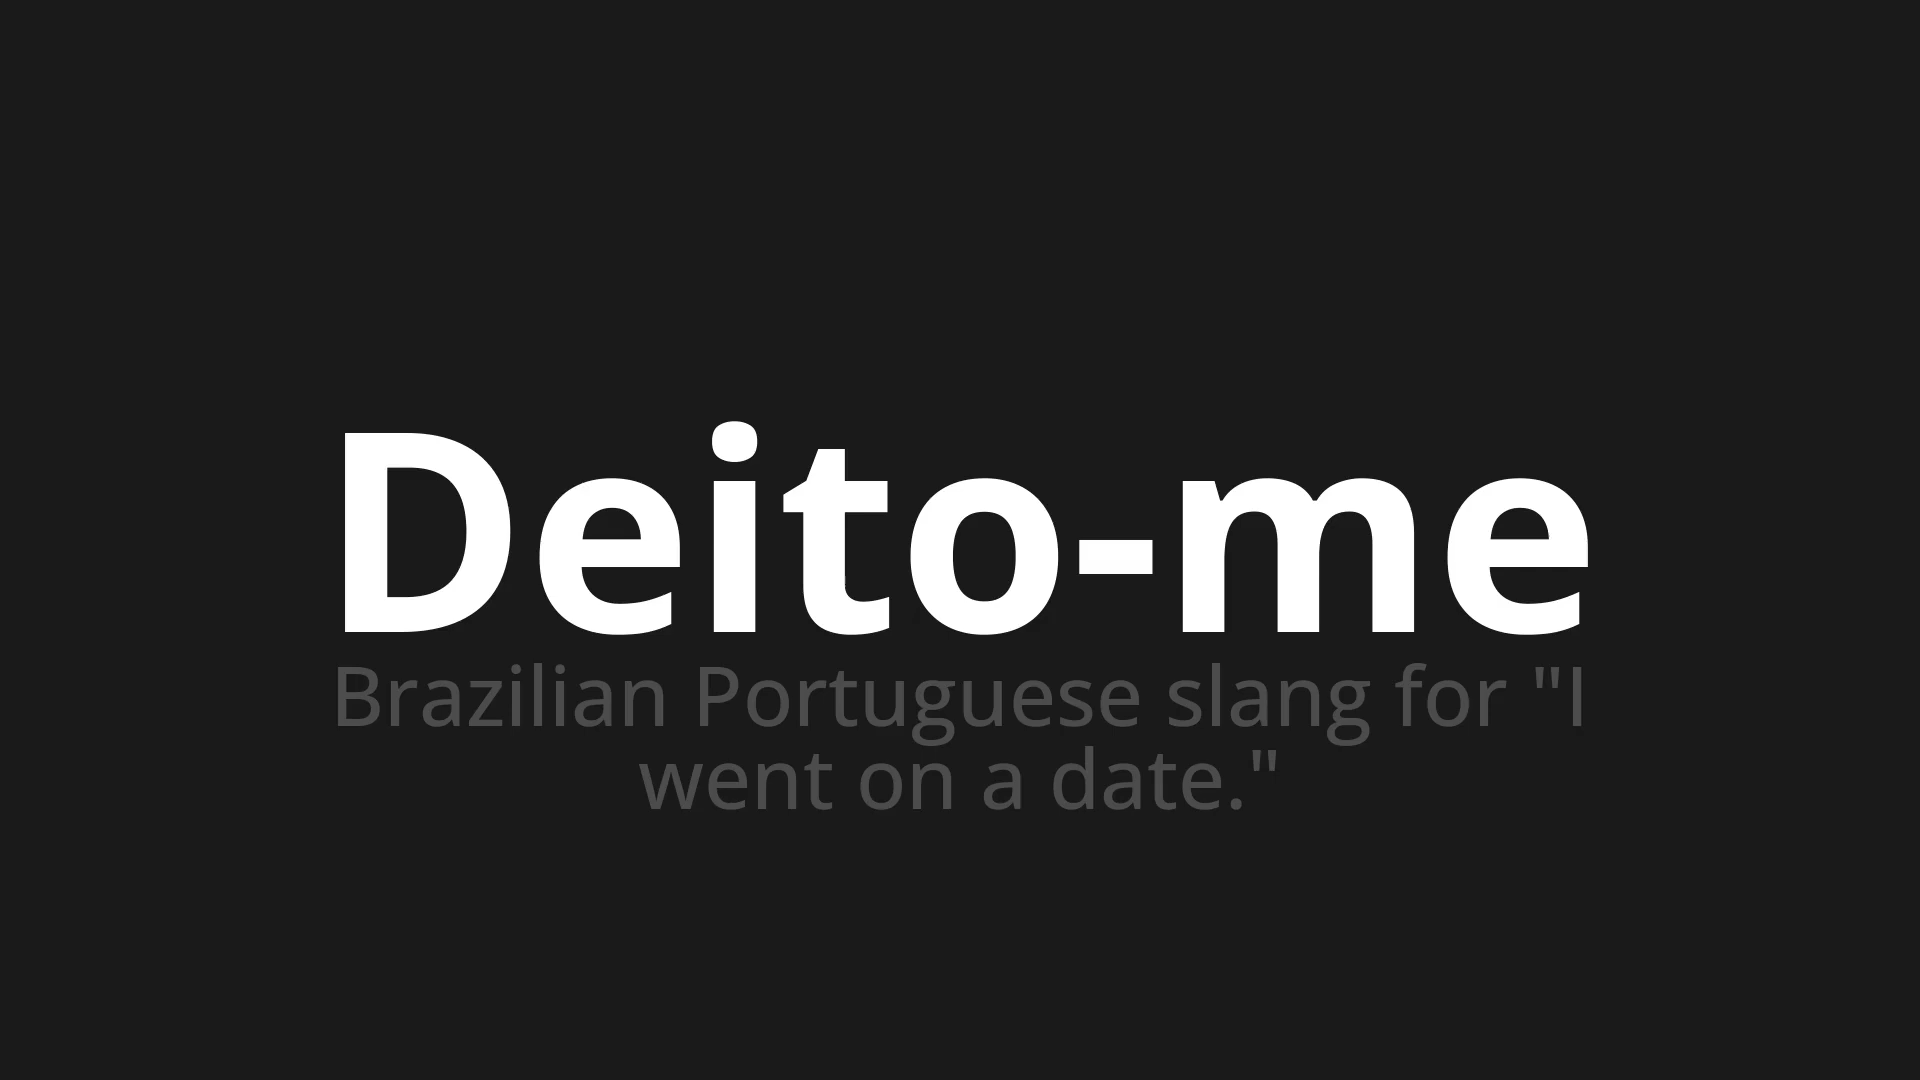 Deito-me
Brazilian Portuguese slang for "I
went on a date."